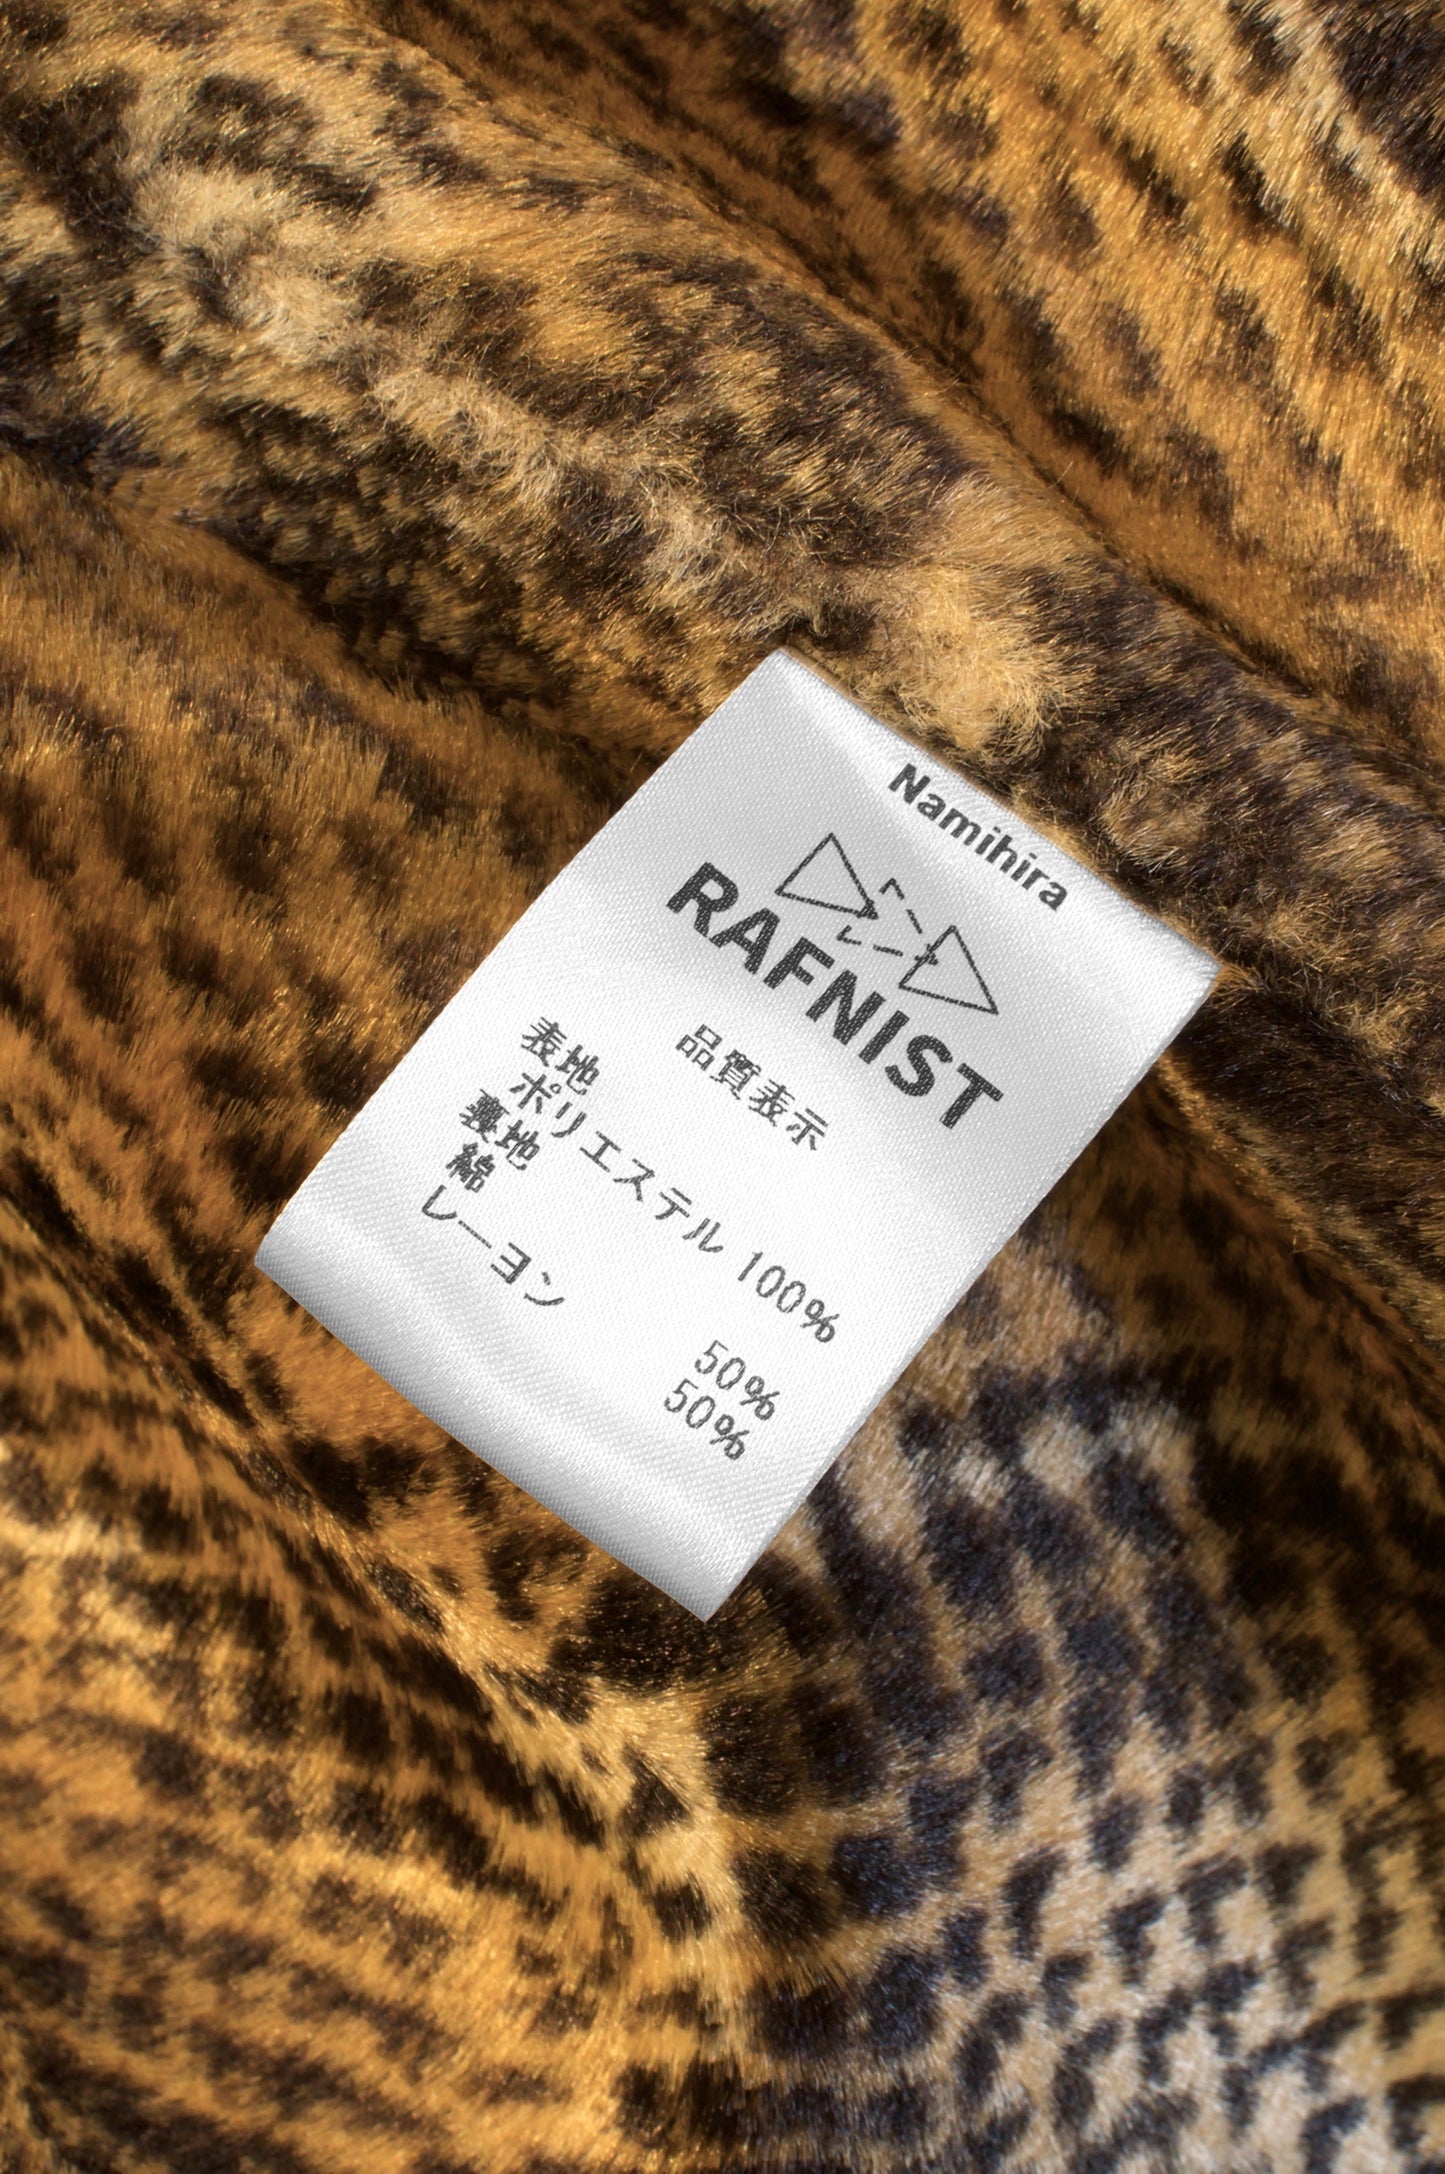 Namihira
RAFNIST
品質表示
表地
ポリエステル 100%
裏地
綿 50%
レーヨン 50%